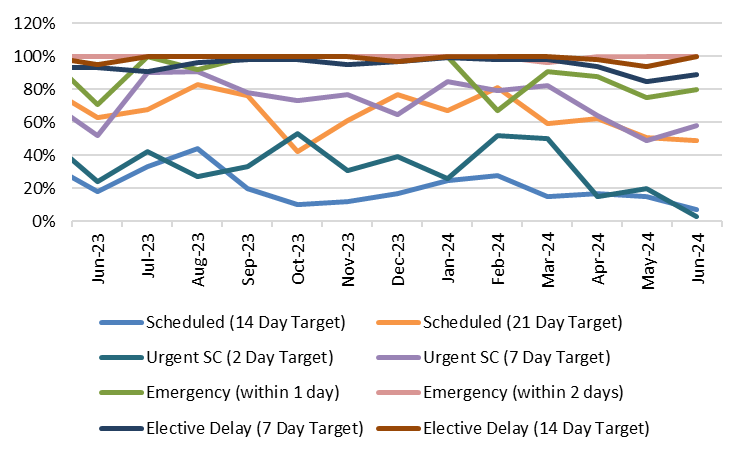 120%
100%
80%
60%
40%
20%
0%
Jun-23 Jul-23 Aug-23 Sep-23 Oct-23 Nov-23 Dec-23 Jan-24 Feb-24 Mar-24 Apr-24 May-24 Jun-24
Scheduled (14 Day Target) Scheduled (21 Day Target)
Urgent SC (2 Day Target) Urgent SC (7 Day Target)
Emergency (within 1 day) Emergency (within 2 days)
Elective Delay (7 Day Target) Elective Delay (14 Day Target)